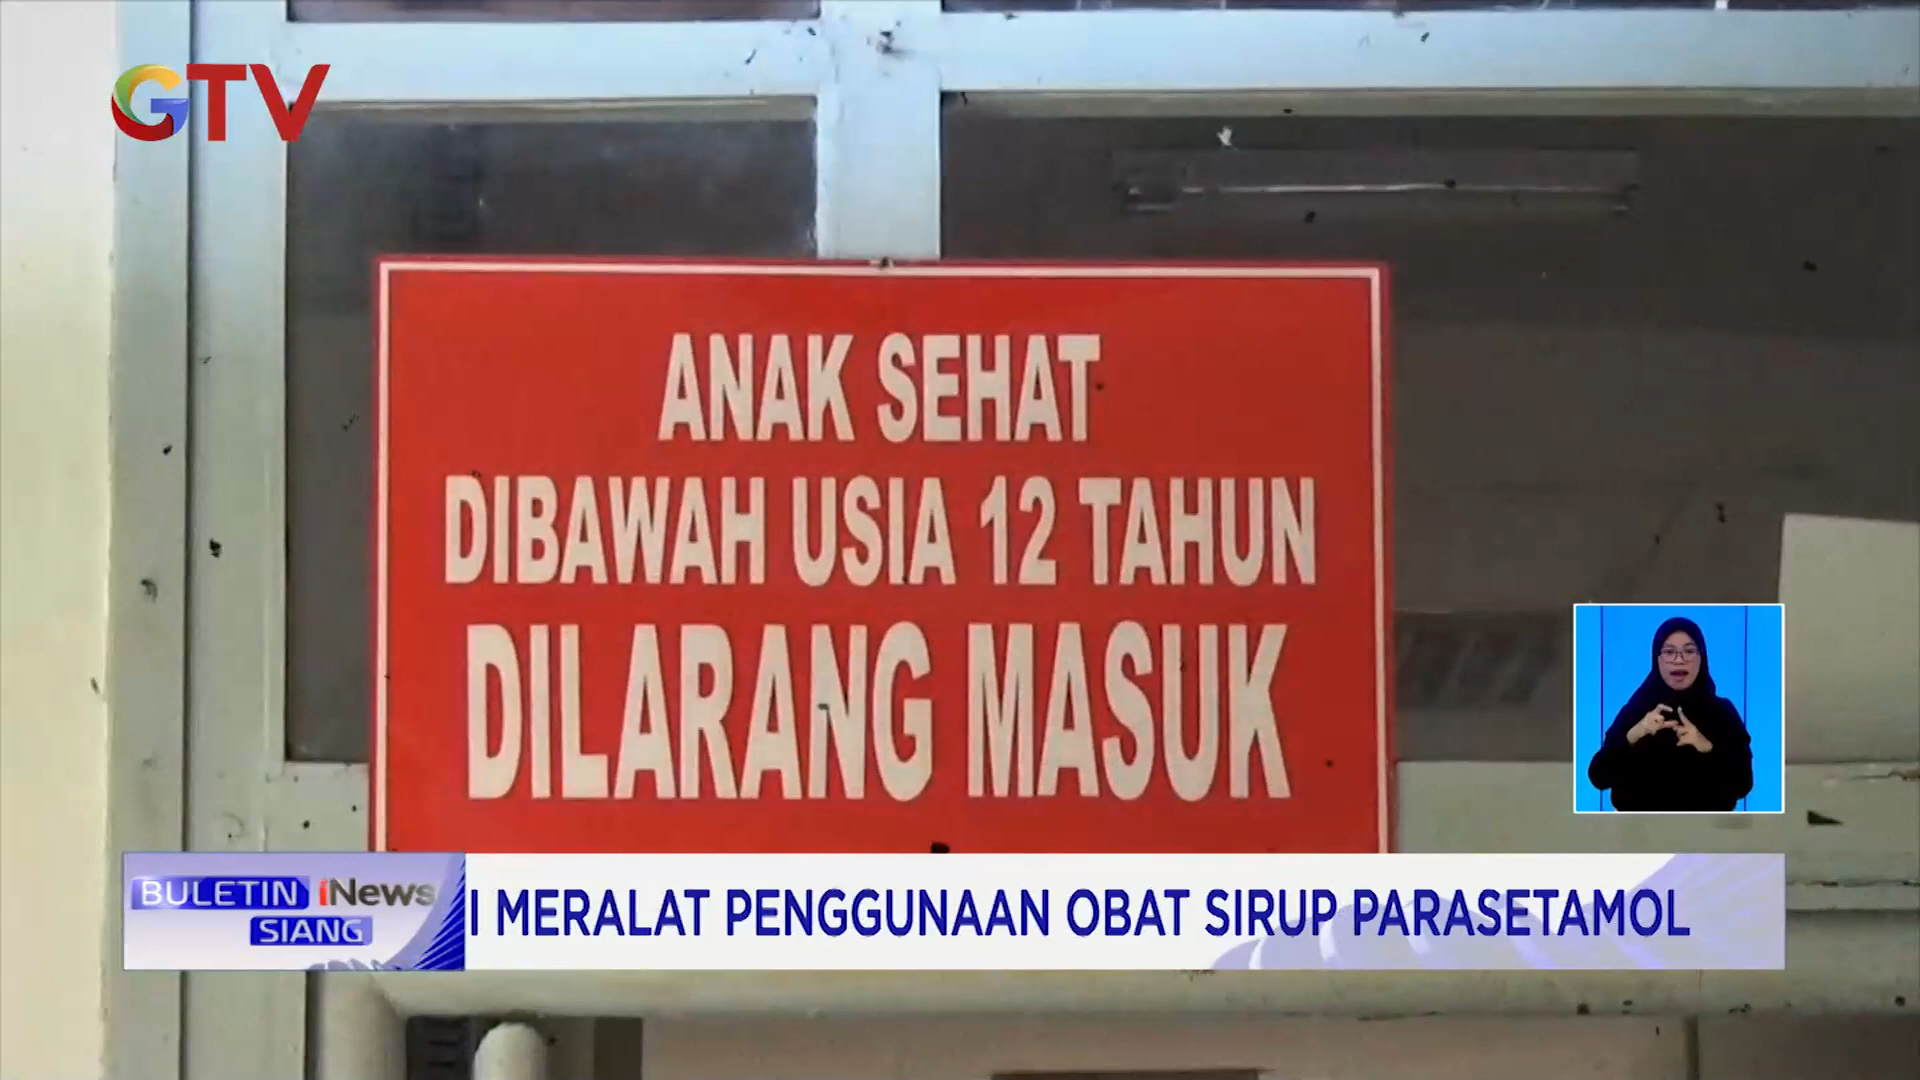 GTV
ANAK SEHAT
DIBAWAH USIA 12 TAHUN
DILARANG MASUK
BULETIN iNews
SIANG
I MERALAT PENGGUNAAN OBAT SIRUP PARASETAMOL